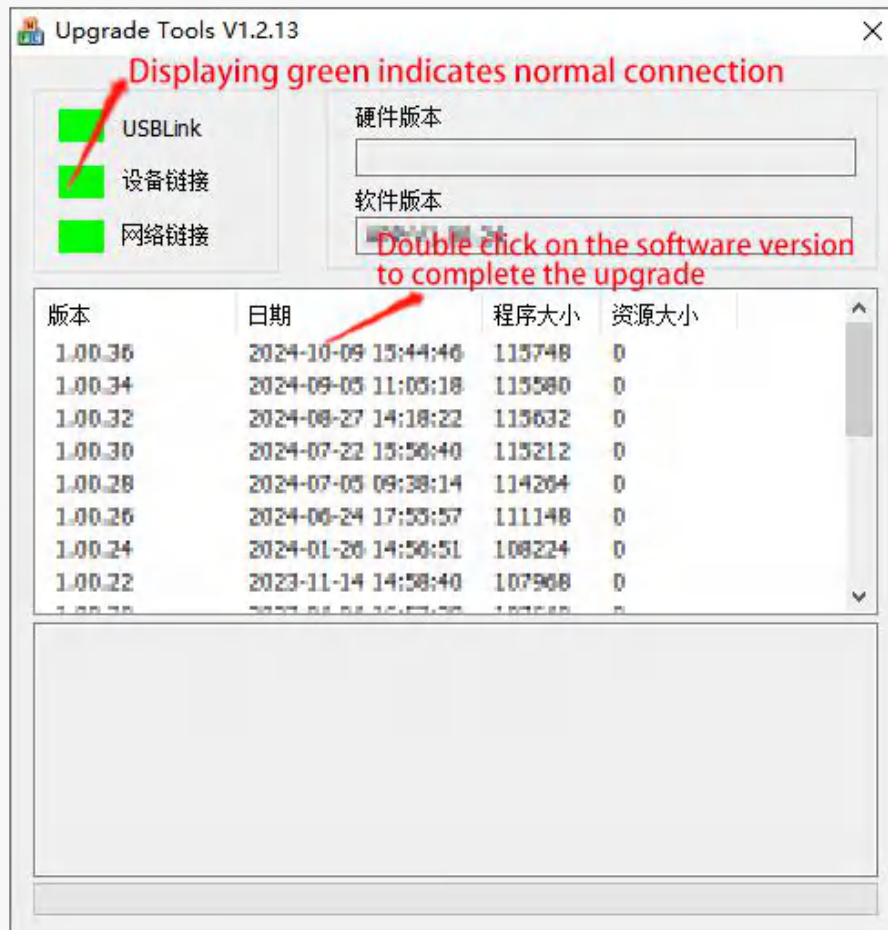 Upgrade Tools V1.2.13
Displaying green indicates normal connection
USBLink
设备链接
网络链接
硬件版本
软件版本
Double click on the software version
to complete the upgrade
版本 日期 程序大小 资源大小
1.00.36 2024-10-09 15:44:46 115748 0
1.00.34 2024-09-05 11:05:18 115580 0
1.00.32 2024-08-27 14:18:22 115632 0
1.00.30 2024-07-22 15:56:40 115212 0
1.00.28 2024-07-05 09:38:14 114264 0
1.00.26 2024-06-24 17:55:57 111148 0
1.00.24 2024-01-26 14:56:51 108224 0
1.00.22 2023-11-14 14:58:40 107968 0